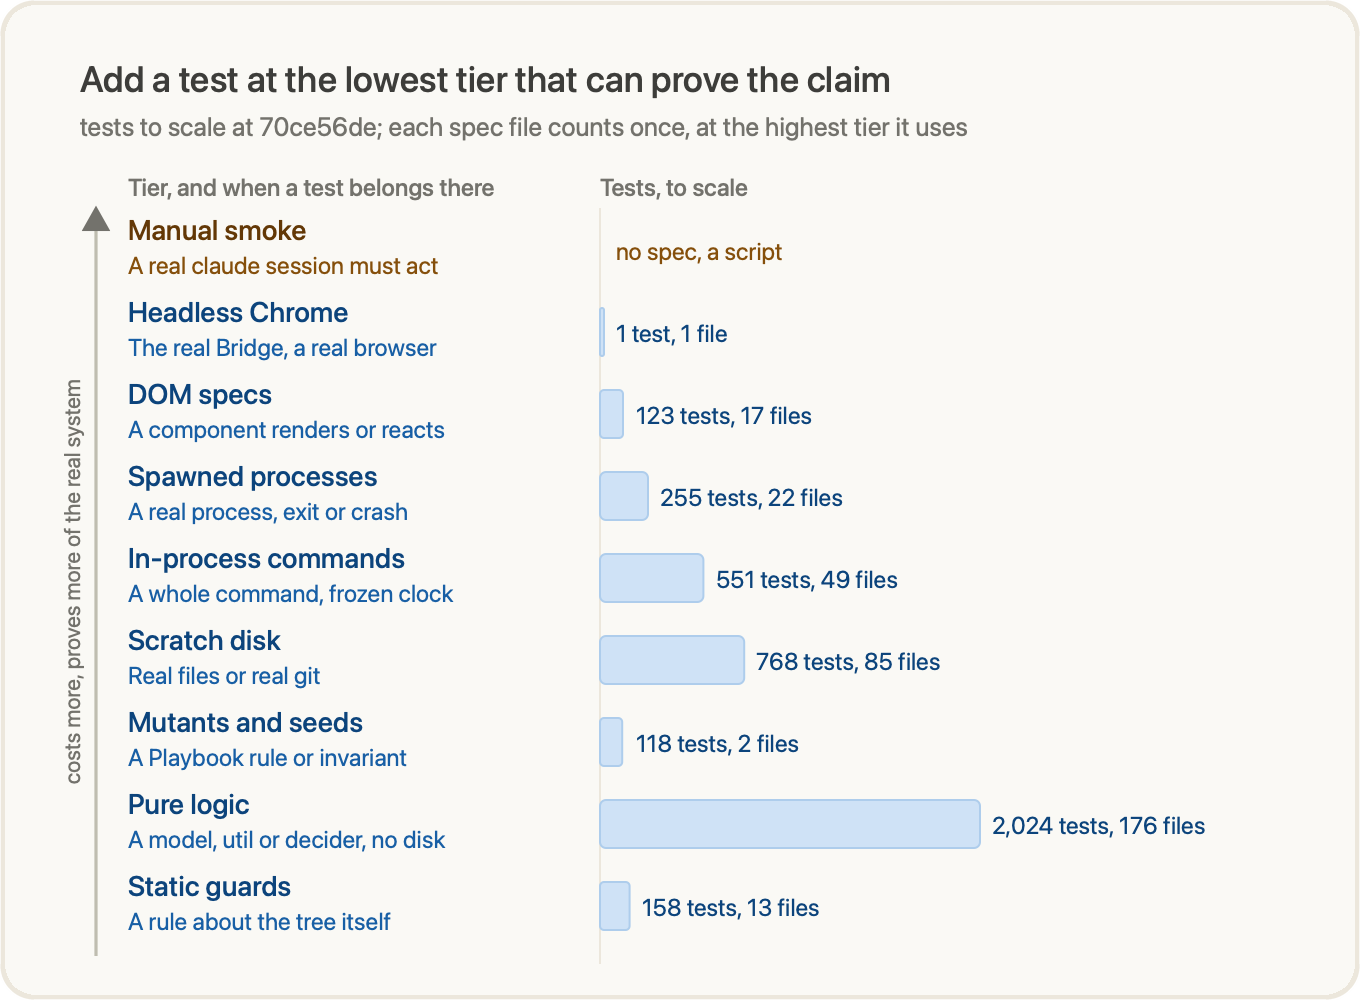 Add a test at the lowest tier that can prove the claim
tests to scale at 70ce56de; each spec file counts once, at the highest tier it uses
Tier, and when a test belongs there
Tests, to scale
costs more, proves more of the real system
Manual smoke
A real claude session must act
no spec, a script
Headless Chrome
The real Bridge, a real browser
1 test, 1 file
DOM specs
A component renders or reacts
123 tests, 17 files
Spawned processes
A real process, exit or crash
255 tests, 22 files
In-process commands
A whole command, frozen clock
551 tests, 49 files
Scratch disk
Real files or real git
768 tests, 85 files
Mutants and seeds
A Playbook rule or invariant
118 tests, 2 files
Pure logic
A model, util or decider, no disk
2,024 tests, 176 files
Static guards
A rule about the tree itself
158 tests, 13 files